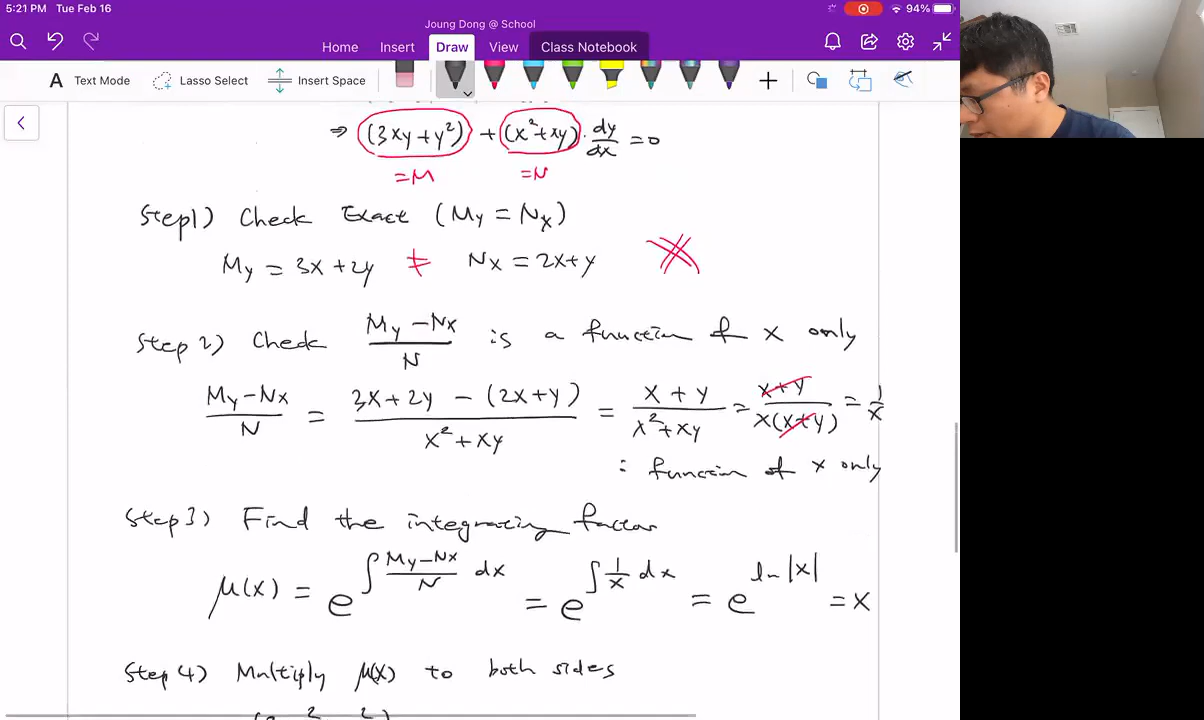 5:21 PM Tue Feb 16
94%
Joung Dong @ School
Home Insert Draw View Class Notebook
A Text Mode Lasso Select Insert Space
⇒ (3xy+y²) + (x²+xy) · dy/dx = 0
=M =N
Step1) Check Exact (My = Nx)
My = 3x+2y ≠ Nx = 2x+y
Step 2) Check (My-Nx)/N is a function of x only
(My-Nx)/N = (3x+2y - (2x+y))/(x²+xy) = (x+y)/(x²+xy) = (x+y)/(x(x+y)) = 1/x
: function of x only
Step3) Find the integrating factor
μ(x) = e^∫(My-Nx)/N dx = e^∫1/x dx = e^ln|x| = x
Step 4) Multiply μ(x) to both sides